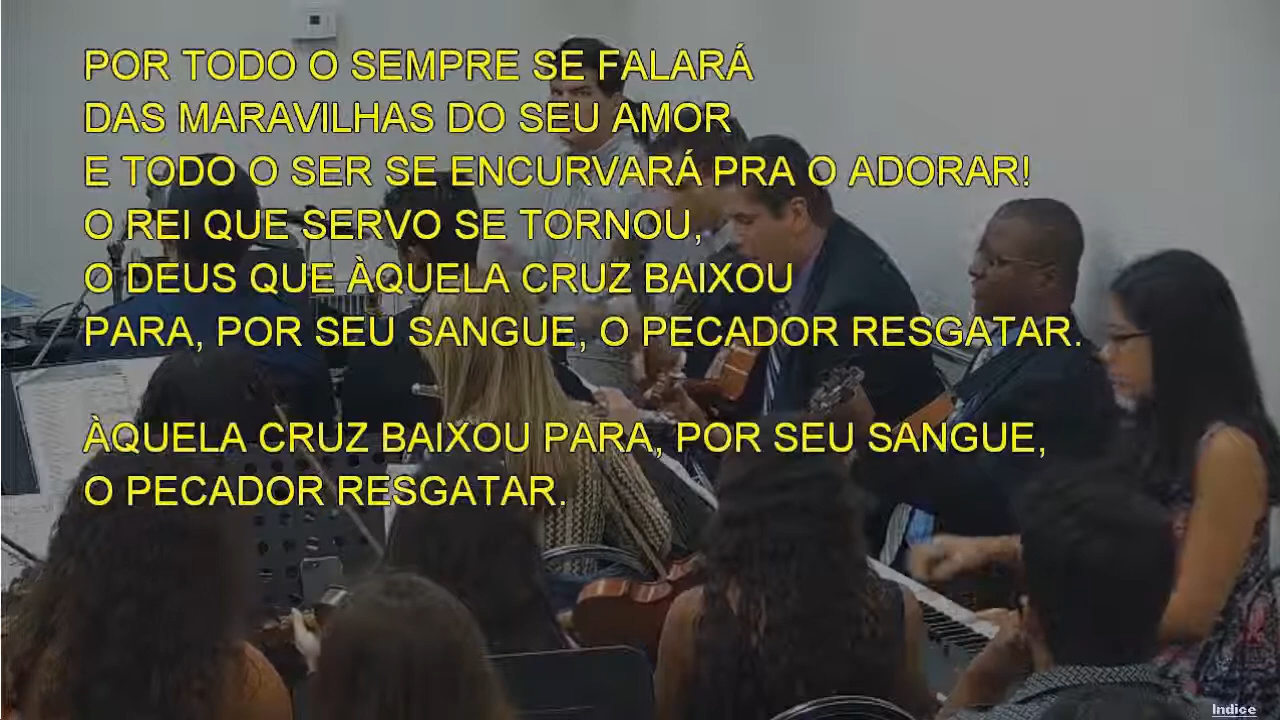 POR TODO O SEMPRE SE FALARÁ
DAS MARAVILHAS DO SEU AMOR
E TODO O SER SE ENCURVARÁ PRA O ADORAR!
O REI QUE SERVO SE TORNOU,
O DEUS QUE ÀQUELA CRUZ BAIXOU
PARA, POR SEU SANGUE, O PECADOR RESGATAR.
ÀQUELA CRUZ BAIXOU PARA, POR SEU SANGUE,
O PECADOR RESGATAR.
Indice